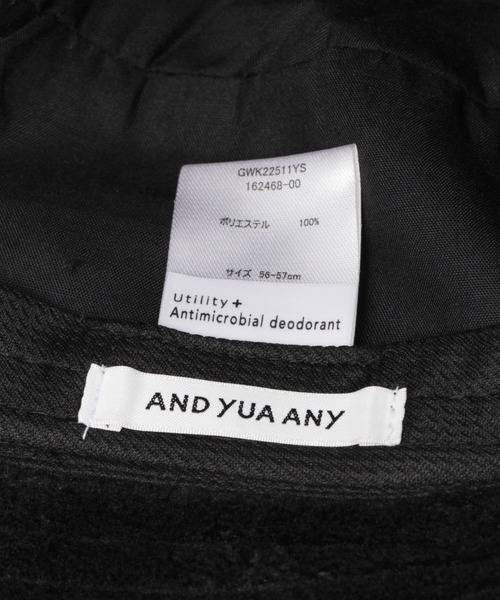 GWK22511YS
162468-00
ポリエステル 100%
サイズ 56-57cm
Utility+
Antimicrobial deodorant
AND YUA ANY